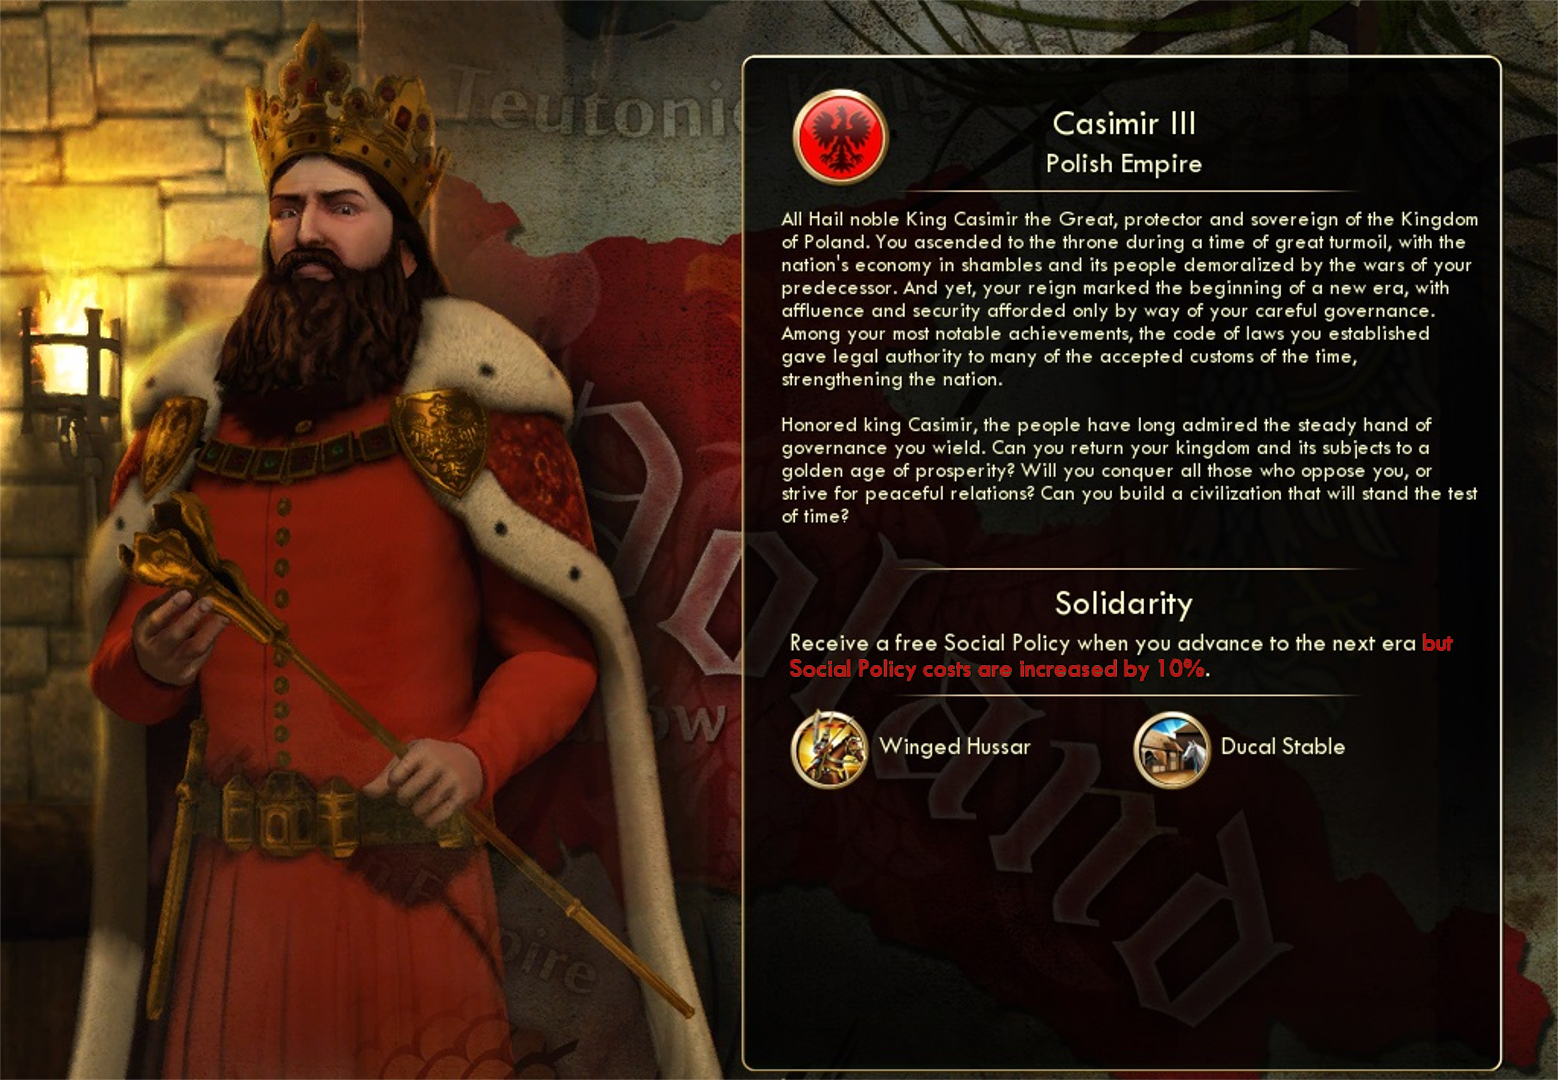 Teutonic
Casimir III
Polish Empire
All Hail noble King Casimir the Great, protector and sovereign of the Kingdom
of Poland. You ascended to the throne during a time of great turmoil, with the
nation's economy in shambles and its people demoralized by the wars of your
predecessor. And yet, your reign marked the beginning of a new era, with
affluence and security afforded only by way of your careful governance.
Among your most notable achievements, the code of laws you established
gave legal authority to many of the accepted customs of the time,
strengthening the nation.
Honored king Casimir, the people have long admired the steady hand of
governance you wield. Can you return your kingdom and its subjects to a
golden age of prosperity? Will you conquer all those who oppose you, or
strive for peaceful relations? Can you build a civilization that will stand the test
of time?
Poland
Solidarity
Receive a free Social Policy when you advance to the next era but
Social Policy costs are increased by 10%.
Winged Hussar
Ducal Stable